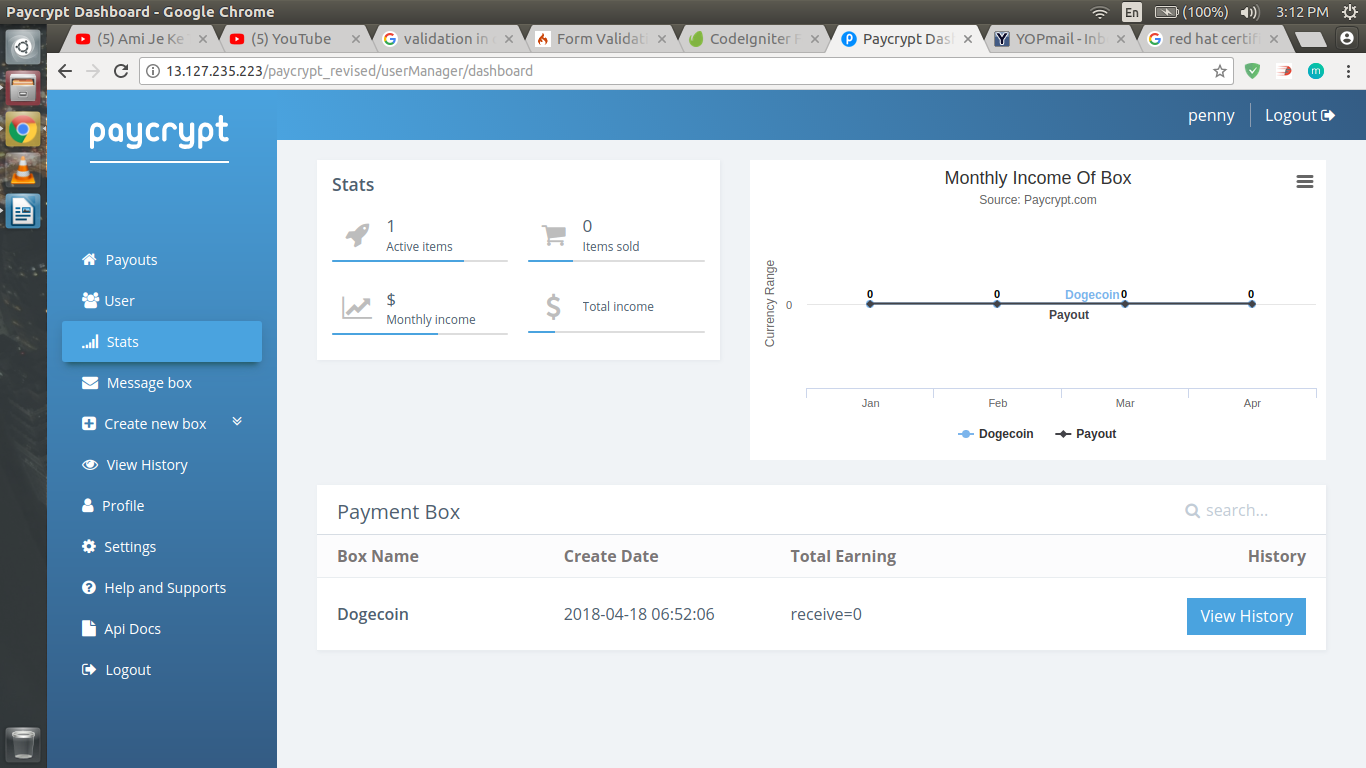 Paycrypt Dashboard - Google Chrome
En (100%) 3:12 PM
(5) Ami Je Ke
(5) YouTube
validation in
Form Valida
CodeIgniter
Paycrypt Das
YOPmail - Inb
red hat certif
13.127.235.223/paycrypt_revised/userManager/dashboard
m
paycrypt
penny
Logout
Payouts
User
Stats
Message box
Create new box
View History
Profile
Settings
Help and Supports
Api Docs
Logout
Stats
1
Active items
0
Items sold
$
Monthly income
$
Total income
Monthly Income Of Box
Source: Paycrypt.com
Currency Range
0
0 0 0 0
Dogecoin
Payout
Jan Feb Mar Apr
Dogecoin Payout
Payment Box
search...
Box Name Create Date Total Earning History
Dogecoin 2018-04-18 06:52:06 receive=0 View History